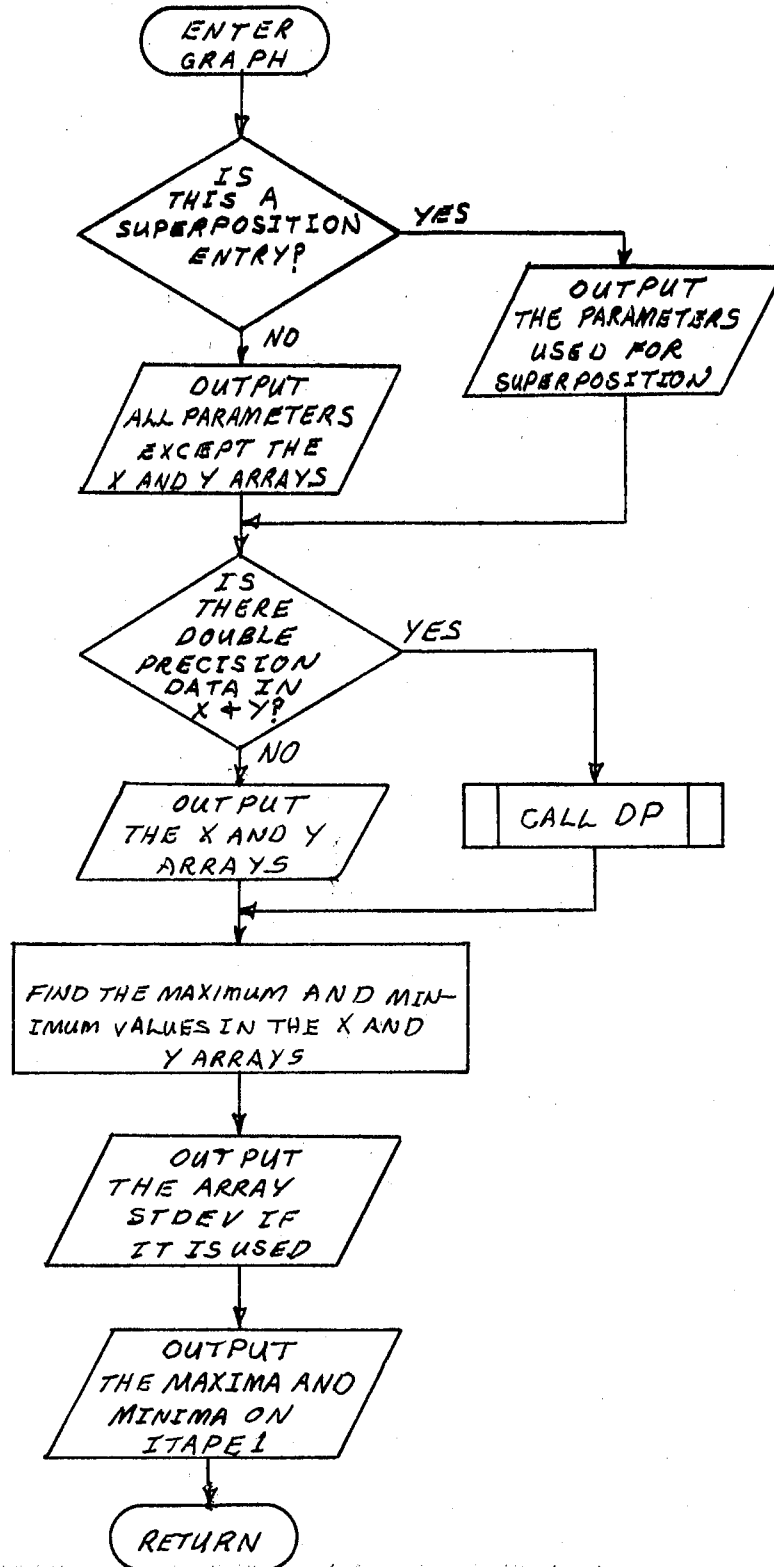 ENTER
GRAPH
IS
THIS A
SUPERPOSITION
ENTRY?
YES
OUTPUT
THE PARAMETERS
USED FOR
SUPERPOSITION
NO
OUTPUT
ALL PARAMETERS
EXCEPT THE
X AND Y ARRAYS
IS
THERE
DOUBLE
PRECISION
DATA IN
X + Y?
YES
CALL DP
NO
OUTPUT
THE X AND Y
ARRAYS
FIND THE MAXIMUM AND MIN-
IMUM VALUES IN THE X AND
Y ARRAYS
OUTPUT
THE ARRAY
STDEV IF
IT IS USED
OUTPUT
THE MAXIMA AND
MINIMA ON
ITAPE1
RETURN